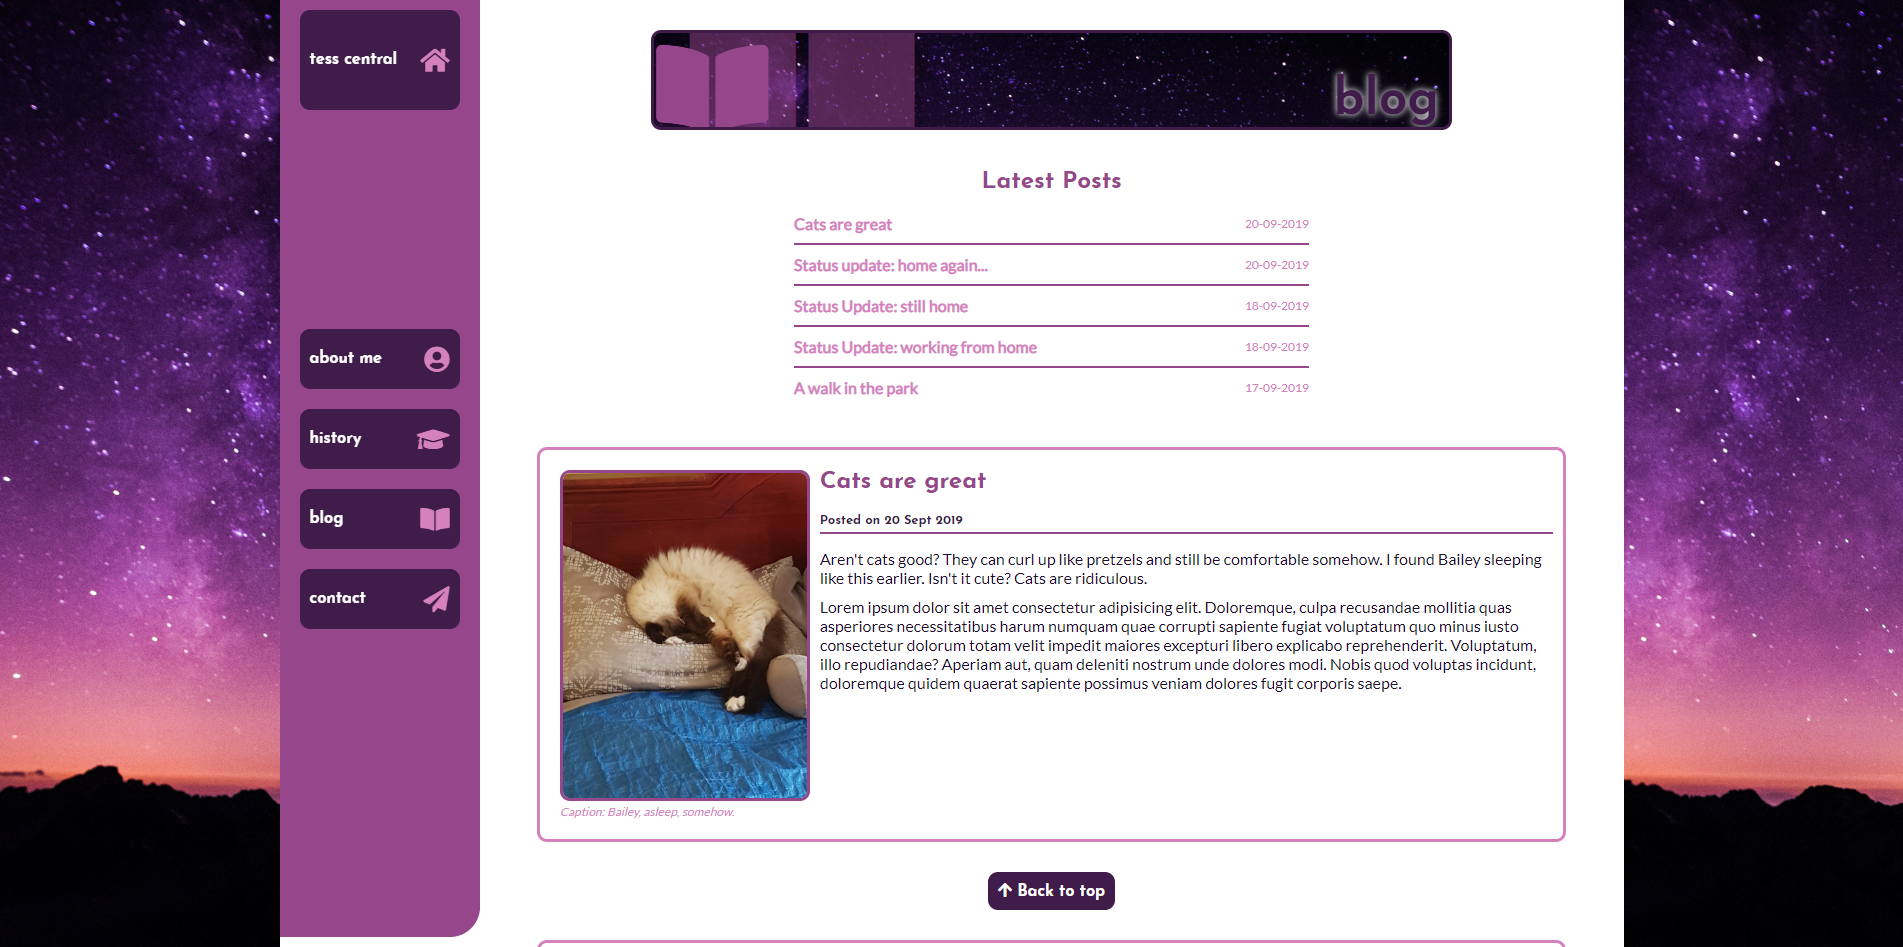 tess central
about me
history
blog
contact
blog
Latest Posts
Cats are great 20-09-2019
Status update: home again... 20-09-2019
Status Update: still home 18-09-2019
Status Update: working from home 18-09-2019
A walk in the park 17-09-2019
Cats are great
Posted on 20 Sept 2019
Aren't cats good? They can curl up like pretzels and still be comfortable somehow. I found Bailey sleeping
like this earlier. Isn't it cute? Cats are ridiculous.
Lorem ipsum dolor sit amet consectetur adipisicing elit. Doloremque, culpa recusandae mollitia quas
asperiores necessitatibus harum numquam quae corrupti sapiente fugiat voluptatum quo minus iusto
consectetur dolorum totam velit impedit maiores excepturi libero explicabo reprehenderit. Voluptatum,
illo repudiandae? Aperiam aut, quam deleniti nostrum unde dolores modi. Nobis quod voluptas incidunt,
doloremque quidem quaerat sapiente possimus veniam dolores fugit corporis saepe.
Caption: Bailey, asleep, somehow.
Back to top